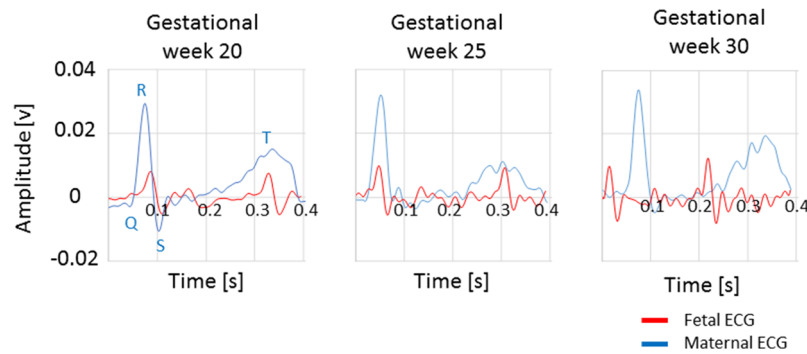 Gestational
week 20
Gestational
week 25
Gestational
week 30
Amplitude [v]
0.04
0.02
0
-0.02
R
T
Q
S
0.1
0.2
0.3
0.4
0.1
0.2
0.3
0.4
0.1
0.2
0.3
0.4
Time [s]
Time [s]
Time [s]
Fetal ECG
Maternal ECG